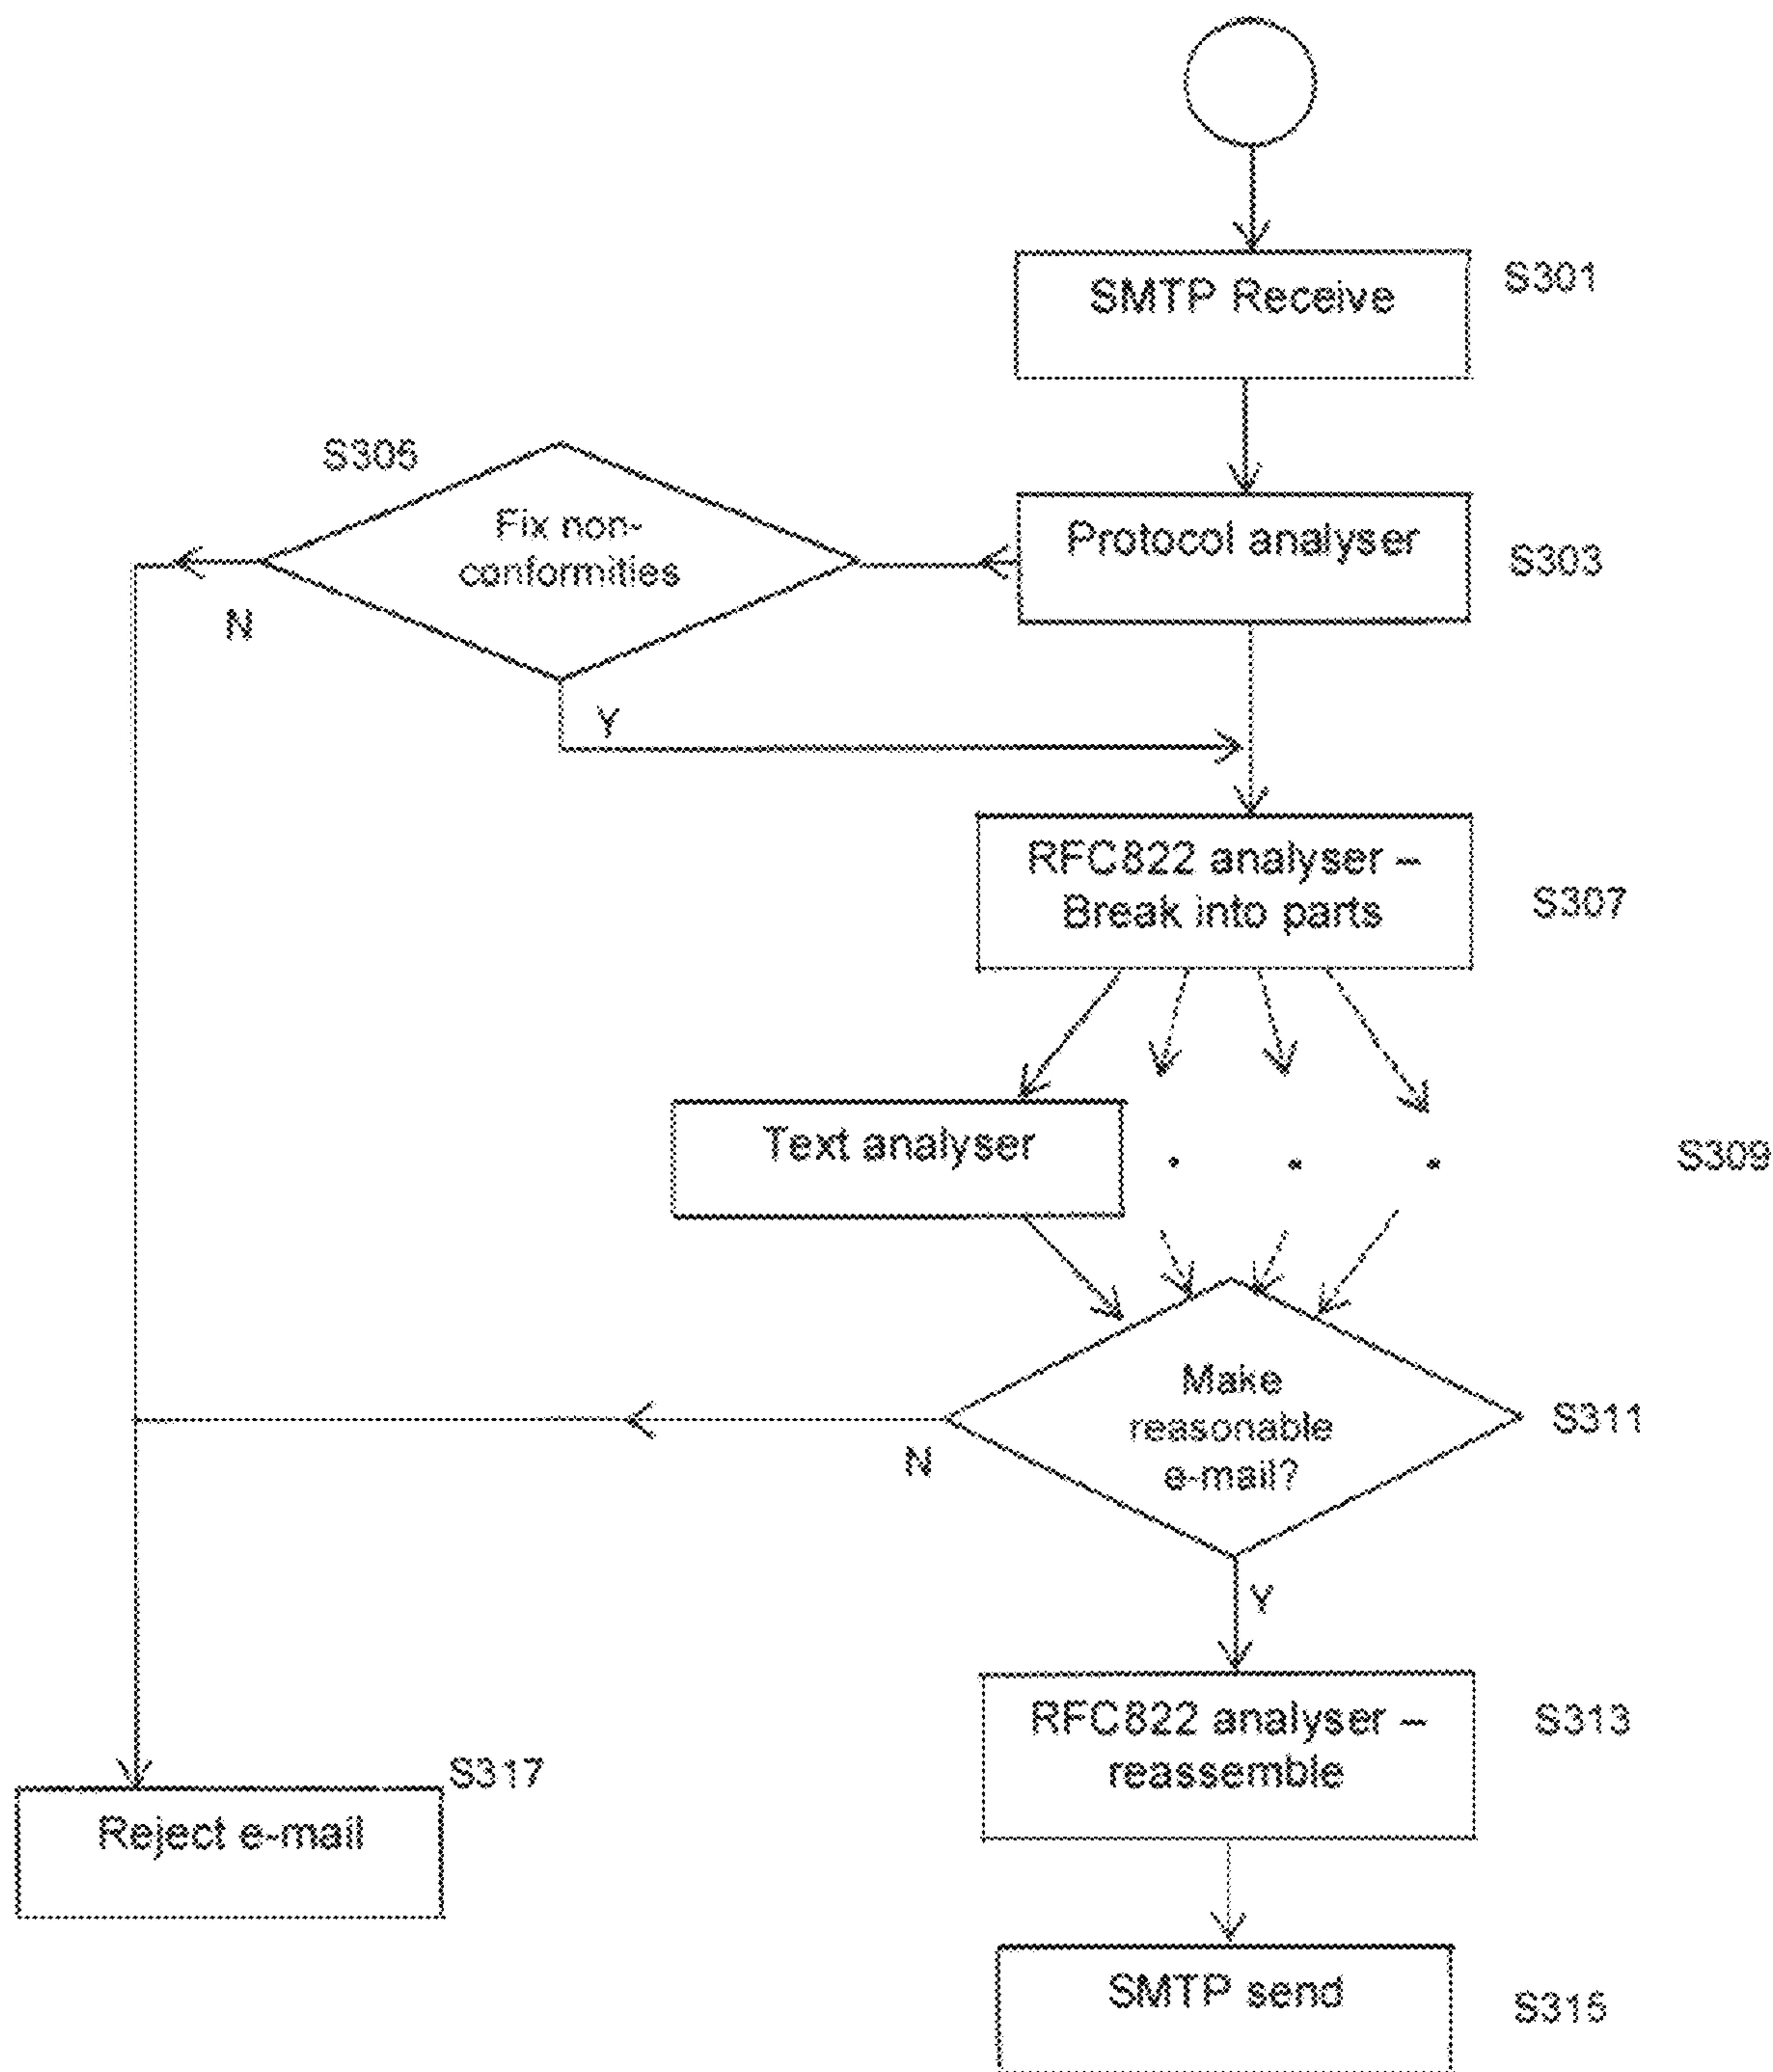 SMTP Receive
S301
S305
Fix non-
conformities
Protocol analyser
S303
N
Y
RFC822 analyser –
Break into parts
S307
Text analyser
S309
Make
reasonable
e-mail?
S311
N
Y
RFC822 analyser –
reassemble
S313
S317
Reject e-mail
SMTP send
S315